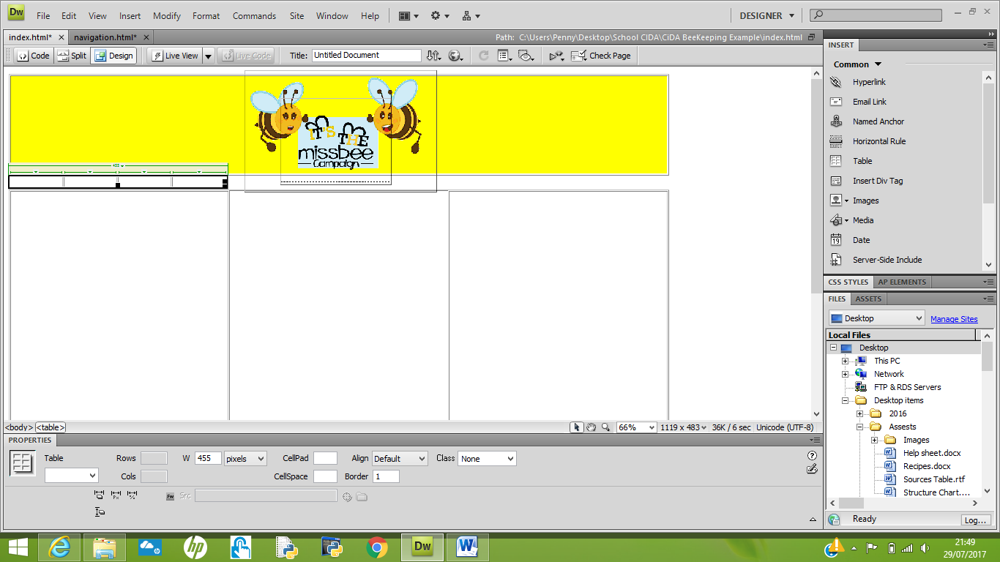 Dw File Edit View Insert Modify Format Commands Site Window Help DESIGNER
index.html* navigation.html* Path: C:\Users\Penny\Desktop\School CIDA\CiDA BeeKeeping Example\index.html
Code Split Design Live View Live Code Title: Untitled Document Check Page
IT'S THE
missbee
Campaign
455
<body> <table> 66% 1119 x 483 36K / 6 sec Unicode (UTF-8)
PROPERTIES
Table Rows W 455 pixels CellPad Align Default Class None
Cols CellSpace Border 1
Fw Src
INSERT
Common
Hyperlink
Email Link
Named Anchor
Horizontal Rule
Table
Insert Div Tag
Images
Media
19 Date
Server-Side Include
CSS STYLES AP ELEMENTS
FILES ASSETS
Desktop Manage Sites
Local Files
Desktop
This PC
Network
FTP & RDS Servers
Desktop items
2016
Assests
Images
Help sheet.docx
Recipes.docx
Sources Table.rtf
Structure Chart....
Ready Log...
hp Dw W 21:49
29/07/2017